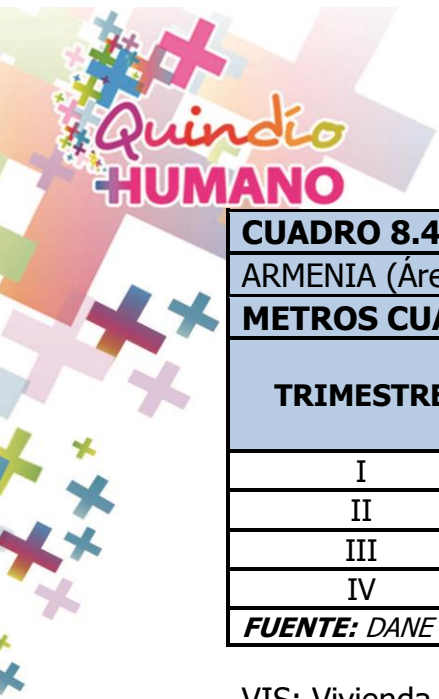 Quindío
HUMANO
CUADRO 8.4
ARMENIA (Áre
METROS CUA
TRIMESTRE
I
II
III
IV
FUENTE: DANE
VIS: Vivienda